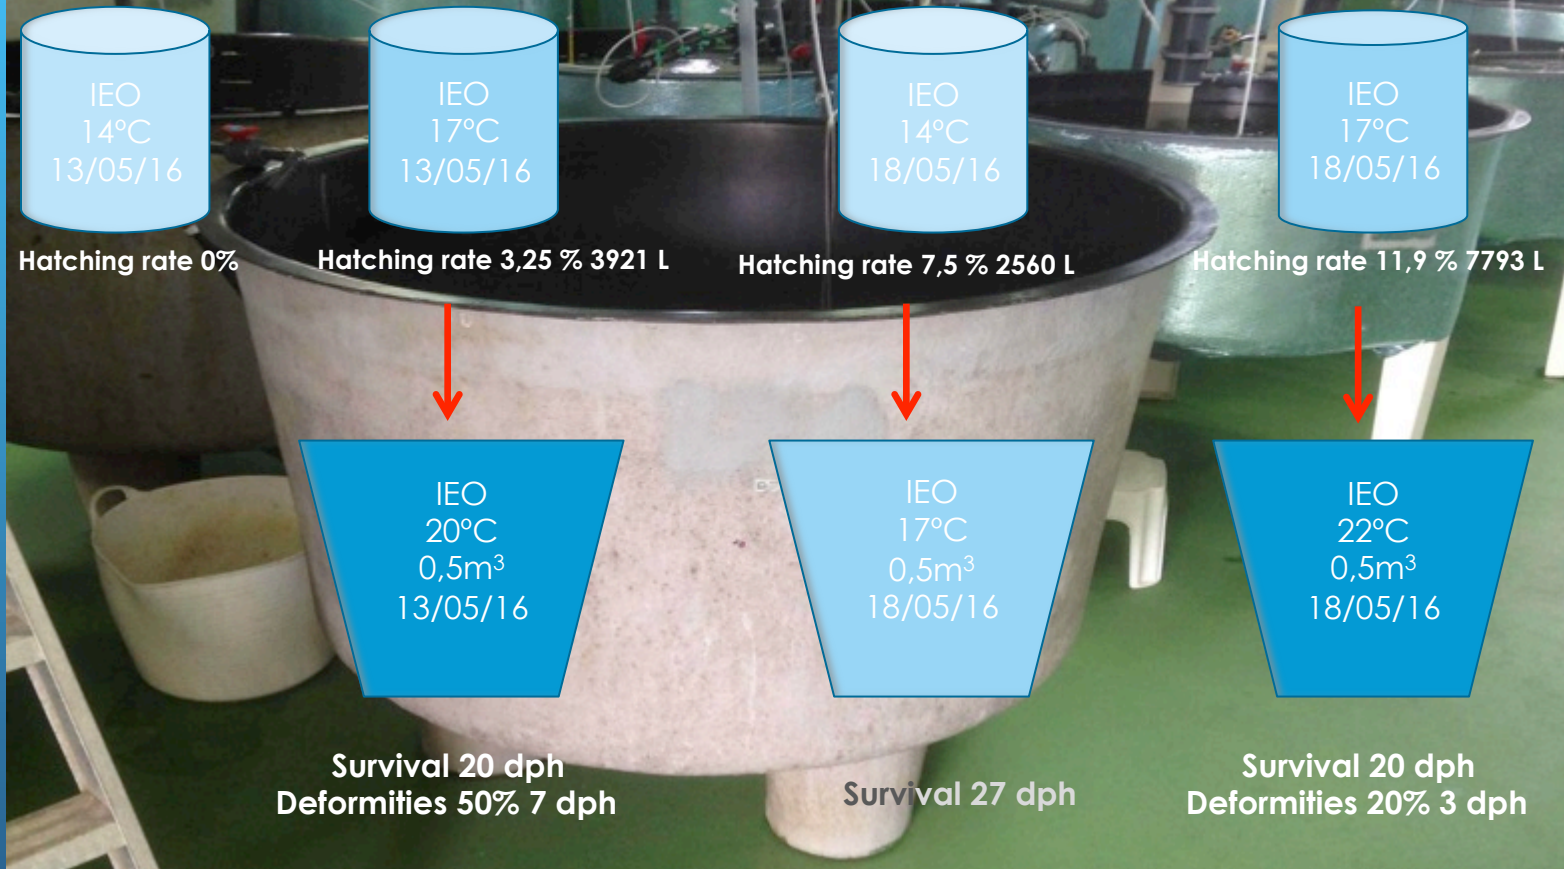 IEO
14°C
13/05/16
IEO
17°C
13/05/16
IEO
14°C
18/05/16
IEO
17°C
18/05/16
Hatching rate 0%
Hatching rate 3,25 % 3921 L
Hatching rate 7,5 % 2560 L
Hatching rate 11,9 % 7793 L
IEO
20°C
0,5m³
13/05/16
IEO
17°C
0,5m³
18/05/16
IEO
22°C
0,5m³
18/05/16
Survival 20 dph
Deformities 50% 7 dph
Survival 27 dph
Survival 20 dph
Deformities 20% 3 dph